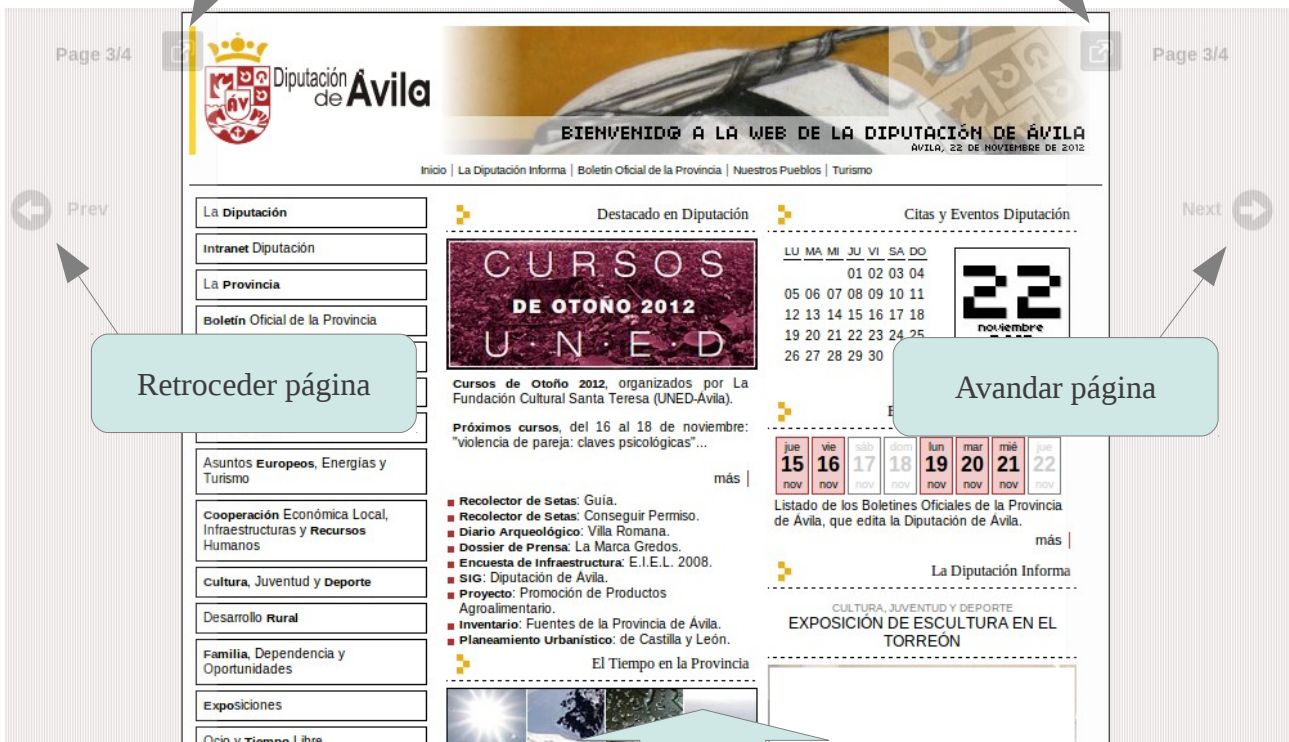 Page 3/4
Page 3/4
Diputación
de Ávila
ÁV
BIENVENID@ A LA WEB DE LA DIPUTACIÓN DE ÁVILA
ÁVILA, 22 DE NOVIEMBRE DE 2012
Inicio | La Diputación Informa | Boletín Oficial de la Provincia | Nuestros Pueblos | Turismo
Prev
Next
La Diputación
Intranet Diputación
La Provincia
Boletín Oficial de la Provincia
Retroceder página
Asuntos Europeos, Energías y
Turismo
Cooperación Económica Local,
Infraestructuras y Recursos
Humanos
Cultura, Juventud y Deporte
Desarrollo Rural
Familia, Dependencia y
Oportunidades
Exposiciones
Ocio y Tiempo Libre
Destacado en Diputación
CURSOS
DE OTOÑO 2012
U·N·E·D
Cursos de Otoño 2012, organizados por La
Fundación Cultural Santa Teresa (UNED-Ávila).
Próximos cursos, del 16 al 18 de noviembre:
"violencia de pareja: claves psicológicas"...
más
Recolector de Setas: Guía.
Recolector de Setas: Conseguir Permiso.
Diario Arqueológico: Villa Romana.
Dossier de Prensa: La Marca Gredos.
Encuesta de Infraestructura: E.I.E.L. 2008.
SIG: Diputación de Ávila.
Proyecto: Promoción de Productos
Agroalimentario.
Inventario: Fuentes de la Provincia de Ávila.
Planeamiento Urbanístico: de Castilla y León.
El Tiempo en la Provincia
Citas y Eventos Diputación
LU MA MI JU VI SA DO
01 02 03 04
05 06 07 08 09 10 11
12 13 14 15 16 17 18
19 20 21 22 23 24 25
26 27 28 29 30
22
noviembre
Avandar página
jue vie sáb dom lun mar mié jue
15 16 17 18 19 20 21 22
nov nov nov nov nov nov nov nov
Listado de los Boletines Oficiales de la Provincia
de Ávila, que edita la Diputación de Ávila.
más
La Diputación Informa
CULTURA, JUVENTUD Y DEPORTE
EXPOSICIÓN DE ESCULTURA EN EL
TORREÓN